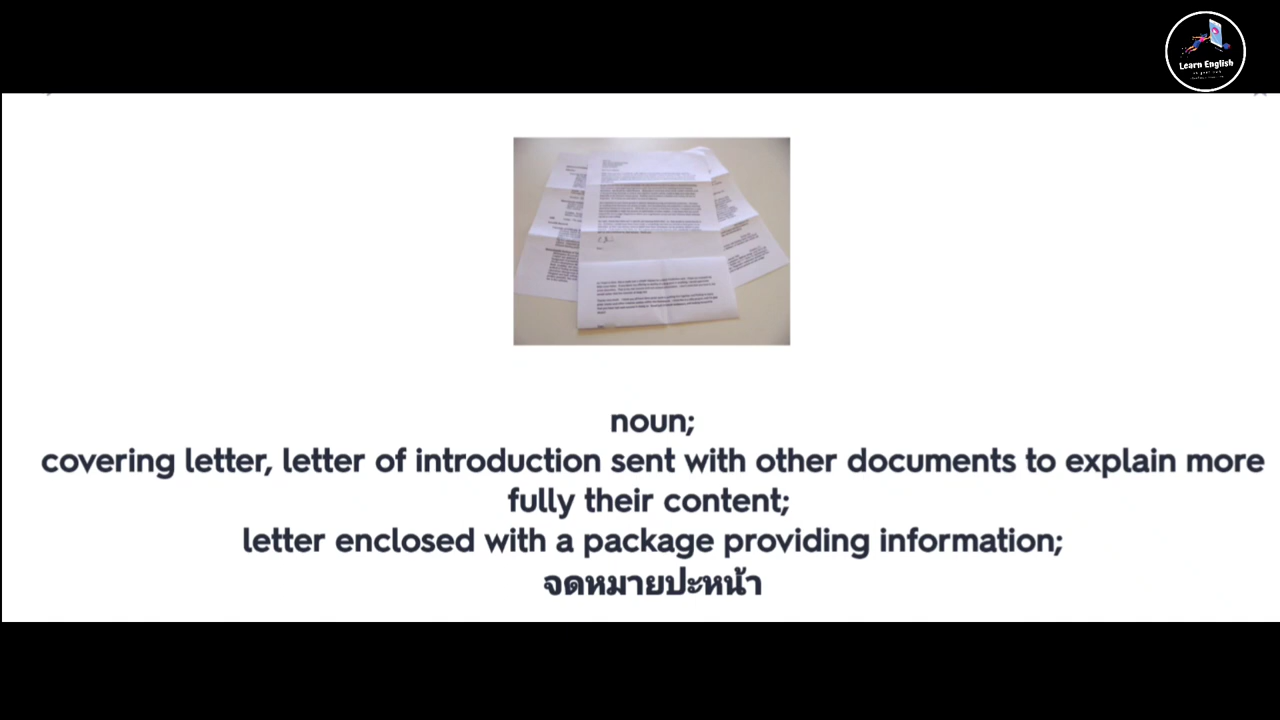 Learn English
noun;
covering letter, letter of introduction sent with other documents to explain more
fully their content;
letter enclosed with a package providing information;
จดหมายปะหน้า